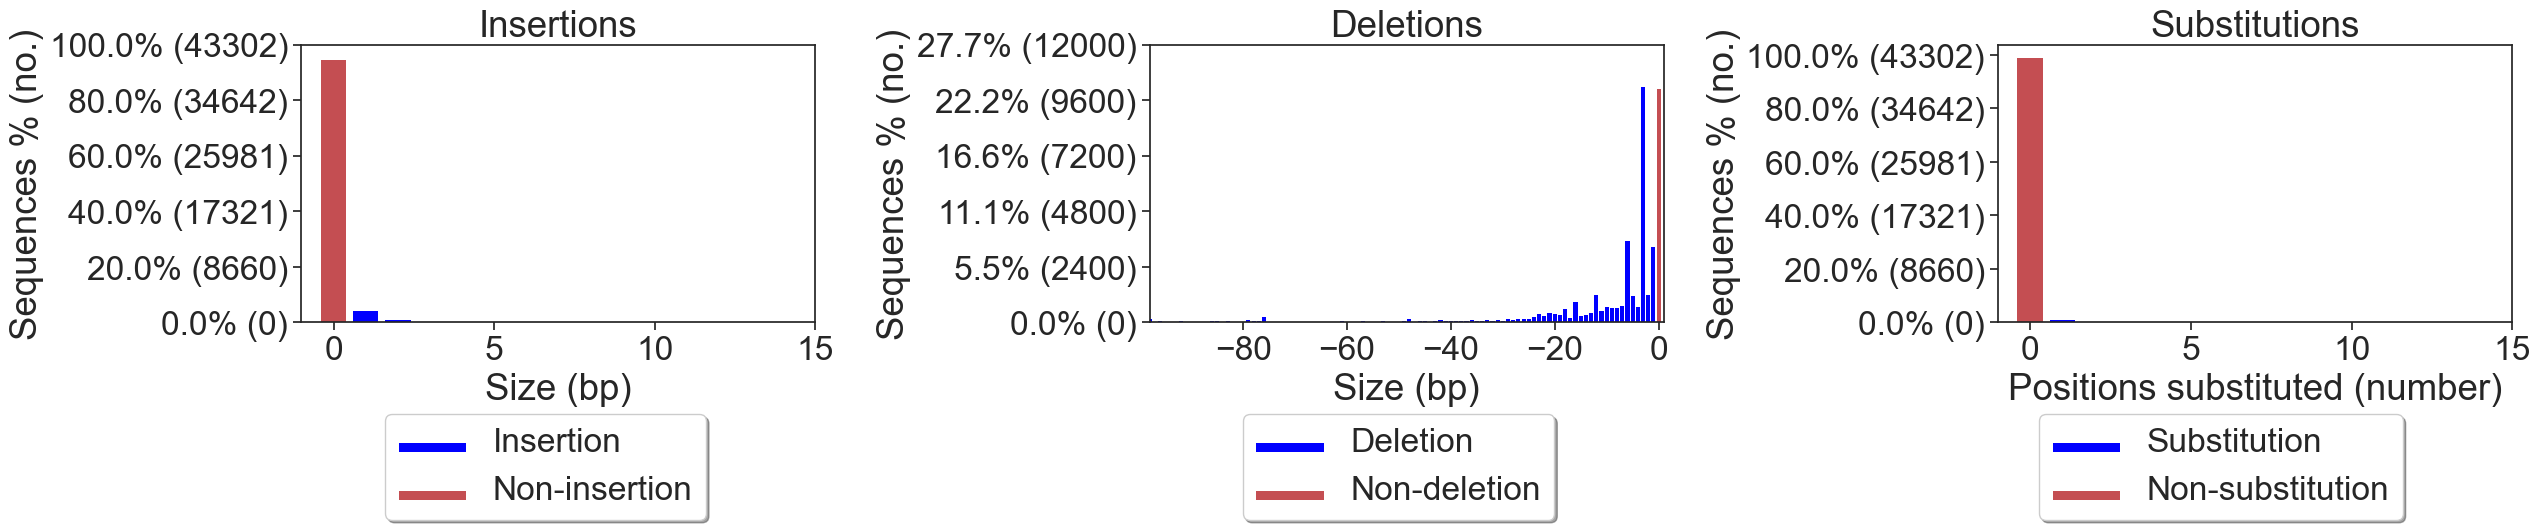 Insertions
Sequences % (no.)
100.0% (43302)
80.0% (34642)
60.0% (25981)
40.0% (17321)
20.0% (8660)
0.0% (0)
0 5 10 15
Size (bp)
Insertion
Non-insertion
Deletions
Sequences % (no.)
27.7% (12000)
22.2% (9600)
16.6% (7200)
11.1% (4800)
5.5% (2400)
0.0% (0)
−80 −60 −40 −20 0
Size (bp)
Deletion
Non-deletion
Substitutions
Sequences % (no.)
100.0% (43302)
80.0% (34642)
60.0% (25981)
40.0% (17321)
20.0% (8660)
0.0% (0)
0 5 10 15
Positions substituted (number)
Substitution
Non-substitution